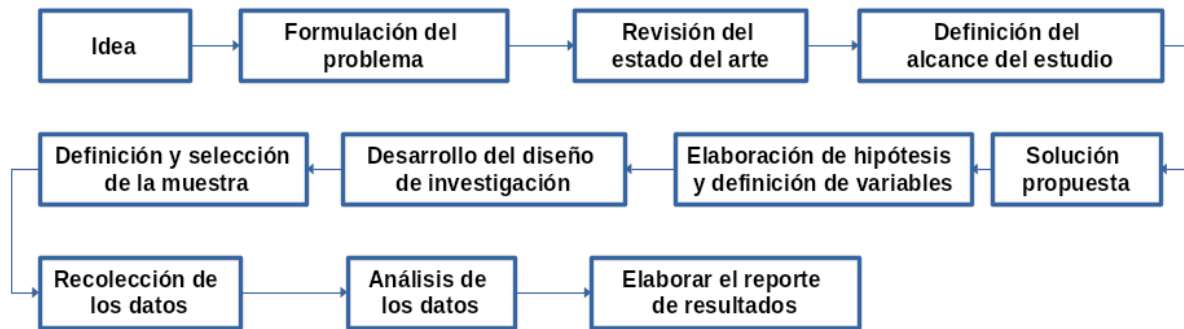 Idea
Formulación del
problema
Revisión del
estado del arte
Definición del
alcance del estudio
Solución
propuesta
Elaboración de hipótesis
y definición de variables
Desarrollo del diseño
de investigación
Definición y selección
de la muestra
Recolección de
los datos
Análisis de
los datos
Elaborar el reporte
de resultados